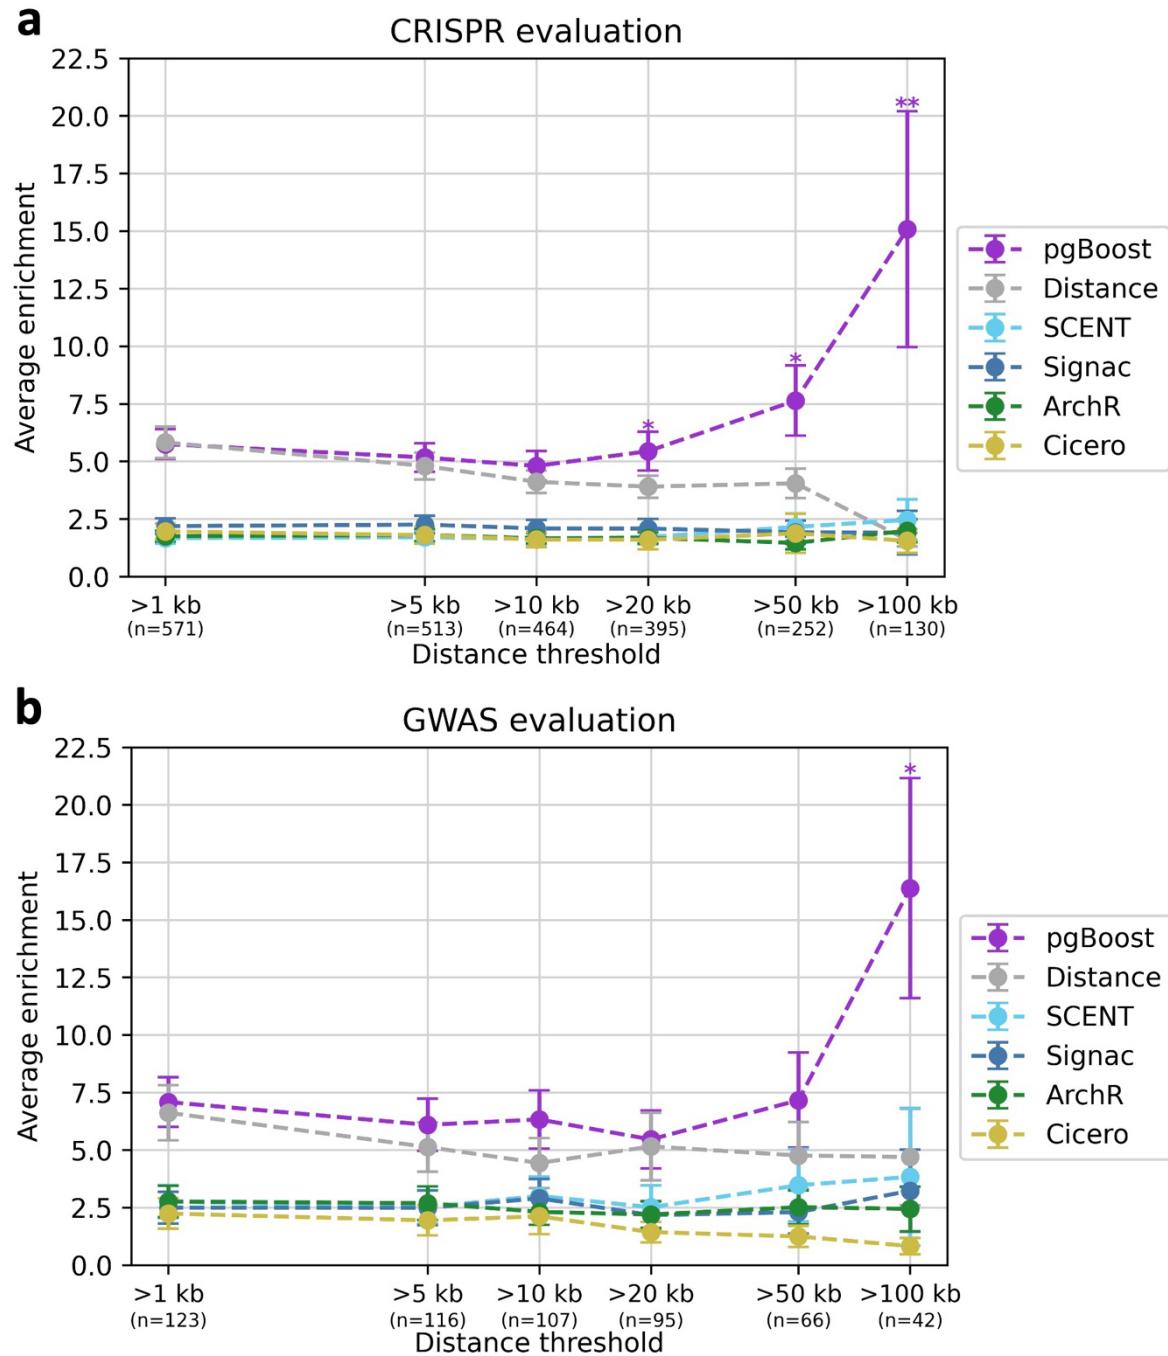 a
CRISPR evaluation
22.5
20.0
17.5
15.0
12.5
10.0
7.5
5.0
2.5
0.0
Average enrichment
**
*
*
>1 kb >5 kb >10 kb >20 kb >50 kb >100 kb
(n=571) (n=513) (n=464) (n=395) (n=252) (n=130)
Distance threshold
pgBoost
Distance
SCENT
Signac
ArchR
Cicero
b
GWAS evaluation
22.5
20.0
17.5
15.0
12.5
10.0
7.5
5.0
2.5
0.0
Average enrichment
*
>1 kb >5 kb >10 kb >20 kb >50 kb >100 kb
(n=123) (n=116) (n=107) (n=95) (n=66) (n=42)
Distance threshold
pgBoost
Distance
SCENT
Signac
ArchR
Cicero